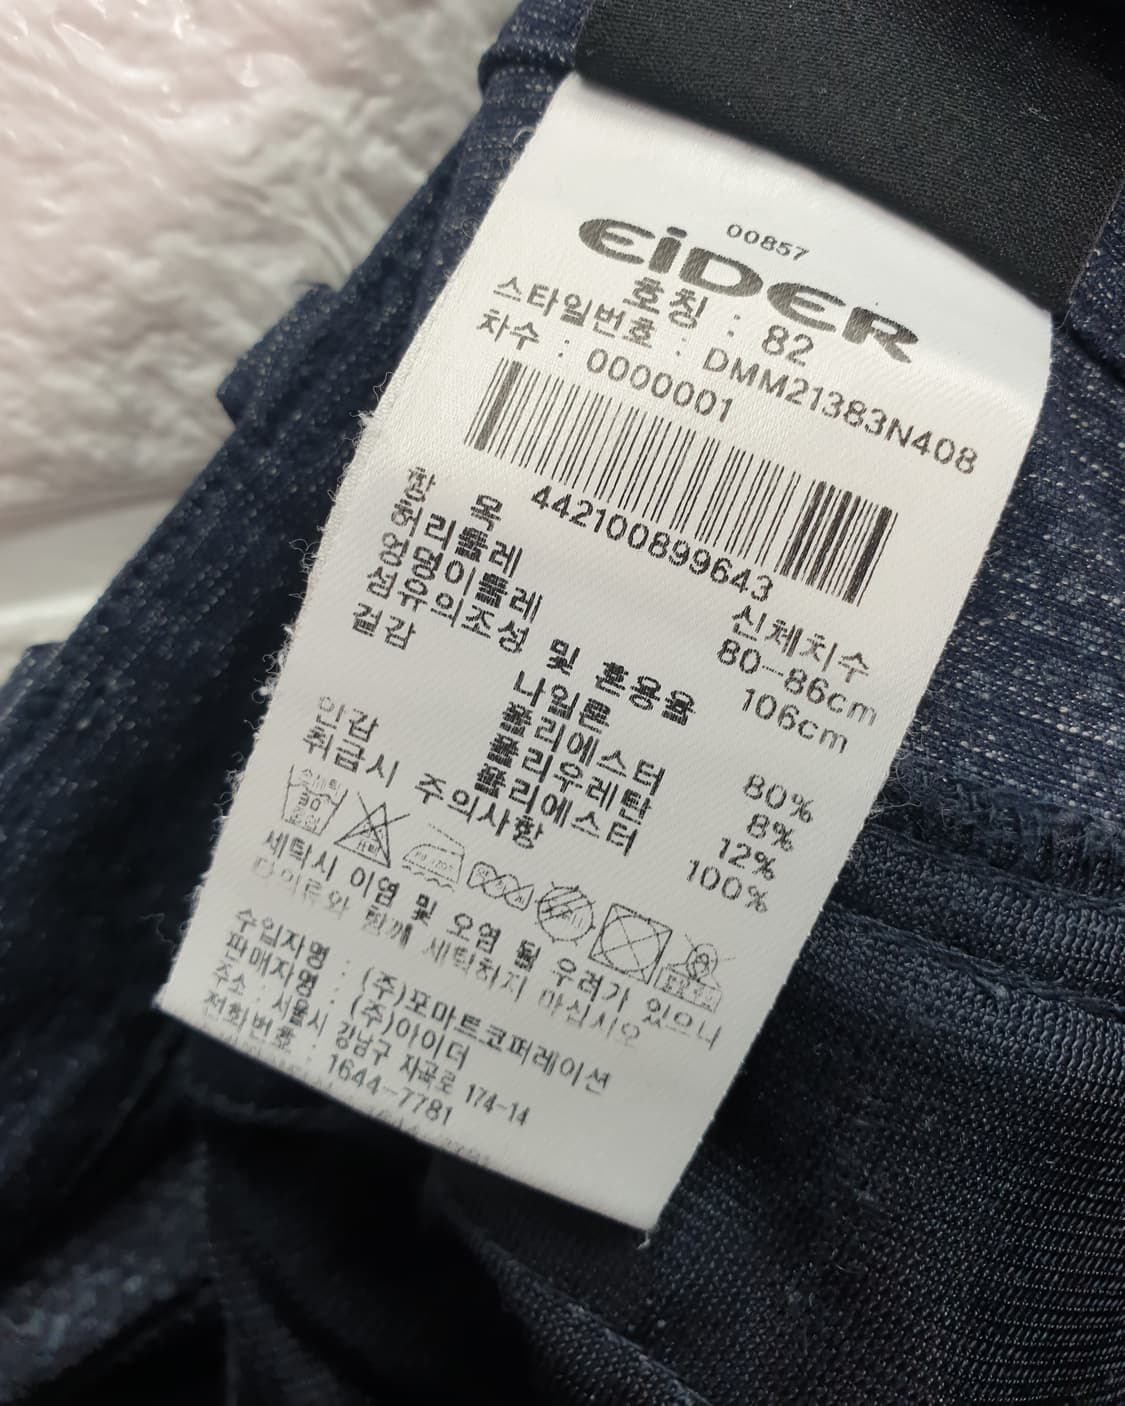 00857
EiDER
호칭 : 82
스타일번호 : DMM21383N408
차수 : 0000001
442100899643
항 목 신체치수
허리둘레 80-86cm
엉덩이둘레 106cm
섬유의조성 및 혼용율
겉감 나일론 80%
폴리에스터 8%
폴리우레탄 12%
안감 폴리에스터 100%
취급시 주의사항
세탁시 이염 및 오염 될 우려가 있으니
타의류와 함께 세탁하지 마십시오
수입자명 : (주)포마트코퍼레이션
판매자명 : (주)아이더
주소 : 서울시 강남구 자곡로 174-14
전화번호 : 1644-7781